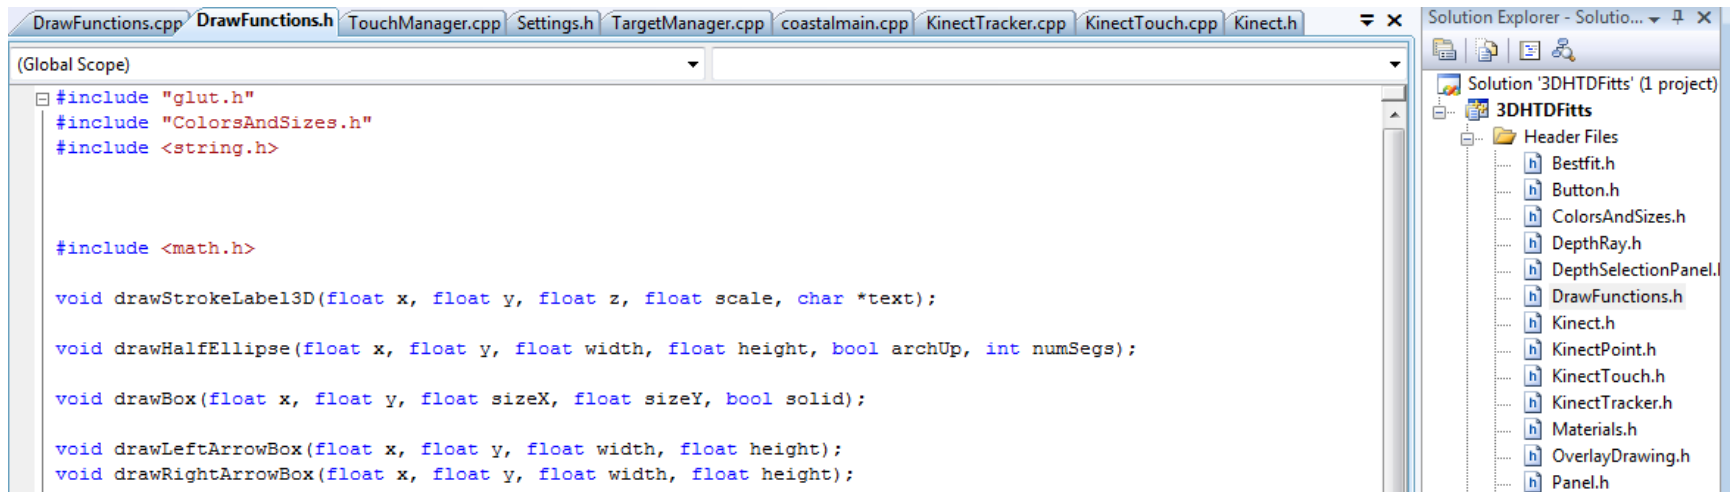 DrawFunctions.cpp DrawFunctions.h TouchManager.cpp Settings.h TargetManager.cpp coastalmain.cpp KinectTracker.cpp KinectTouch.cpp Kinect.h
(Global Scope)
#include "glut.h"
#include "ColorsAndSizes.h"
#include <string.h>
#include <math.h>
void drawStrokeLabel3D(float x, float y, float z, float scale, char *text);
void drawHalfEllipse(float x, float y, float width, float height, bool archUp, int numSegs);
void drawBox(float x, float y, float sizeX, float sizeY, bool solid);
void drawLeftArrowBox(float x, float y, float width, float height);
void drawRightArrowBox(float x, float y, float width, float height);
Solution Explorer - Solutio...
Solution '3DHTDFitts' (1 project)
3DHTDFitts
Header Files
Bestfit.h
Button.h
ColorsAndSizes.h
DepthRay.h
DepthSelectionPanel.h
DrawFunctions.h
Kinect.h
KinectPoint.h
KinectTouch.h
KinectTracker.h
Materials.h
OverlayDrawing.h
Panel.h